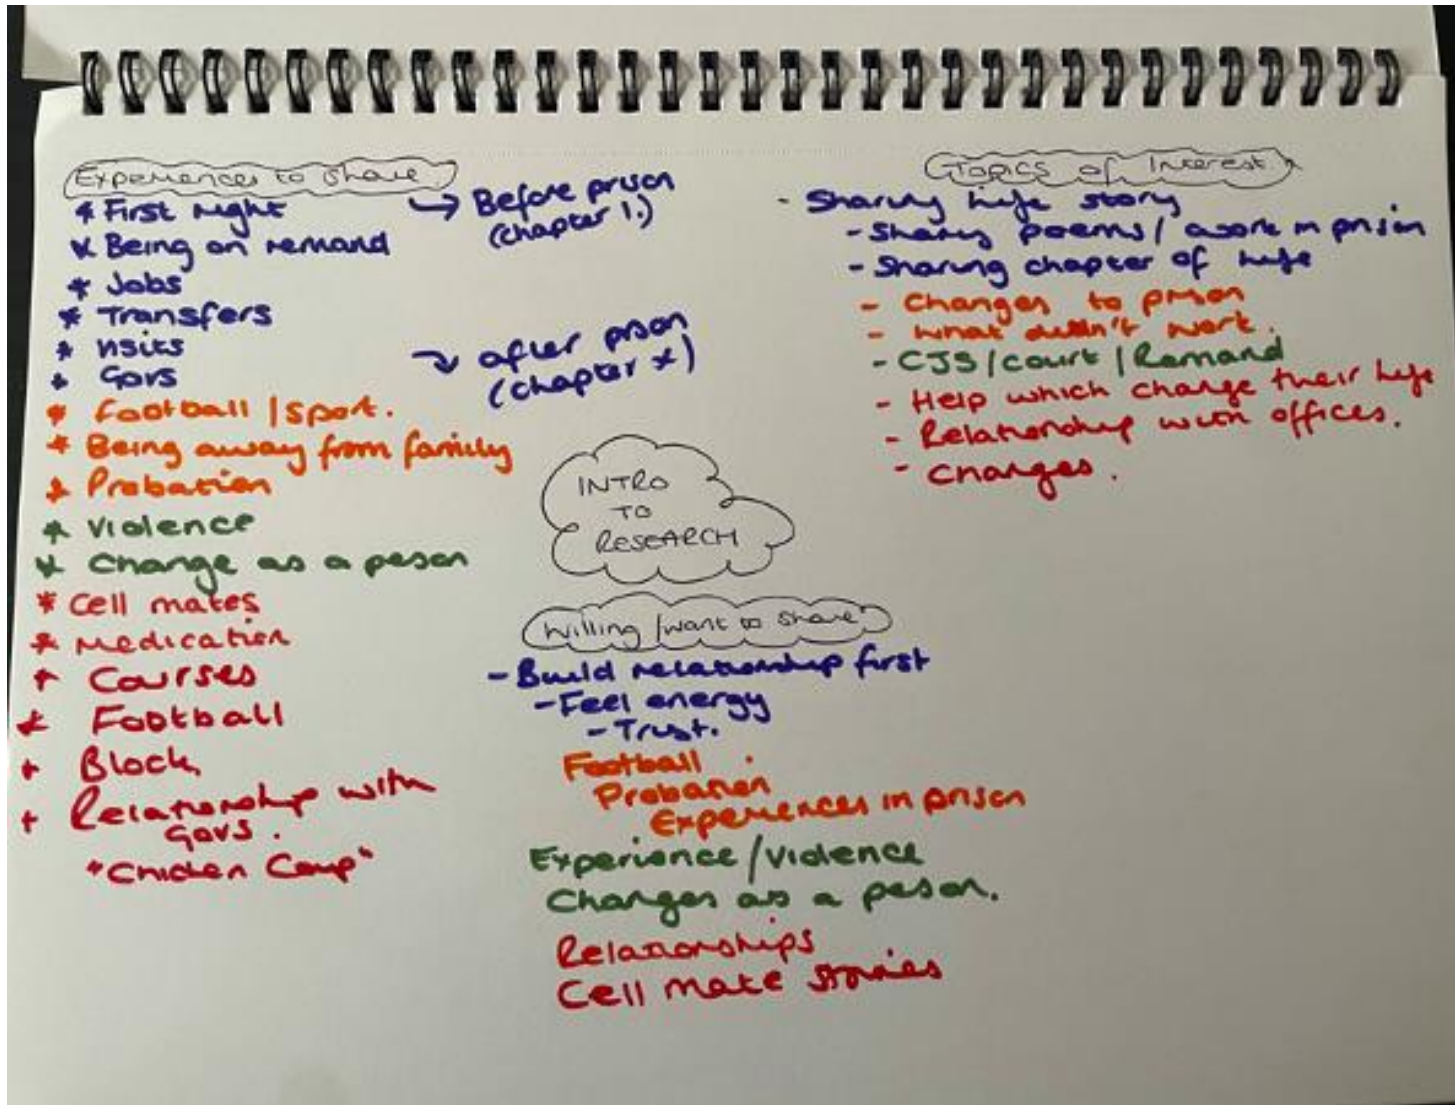 Experiences to Share
* First night
* Being on remand
* Jobs
* Transfers
* Visits
* Govs
* Football / sport.
* Being away from family
* Probation
* Violence
* Change as a peson
* Cell mates
* Medication
* Courses
* Football
* Block
* Relationship with
Govs.
"Chicken Coup"
→ Before prison
(chapter 1.)
→ after prison
(chapter x)
INTRO
TO
RESEARCH
Willing / want to share
- Build relationship first
- Feel energy
- Trust.
Football
Probation
Experiences in prison
Experience / Violence
Changes as a peson.
Relationships
Cell mate stories
Topics of Interest
- Sharing life story
- Sharing poems / work in prison
- Sharing chapter of life
- Changes to prison
- What didn't work.
- CJS / court / Remand
- Help which change their life
- Relationship with offices.
- Changes.